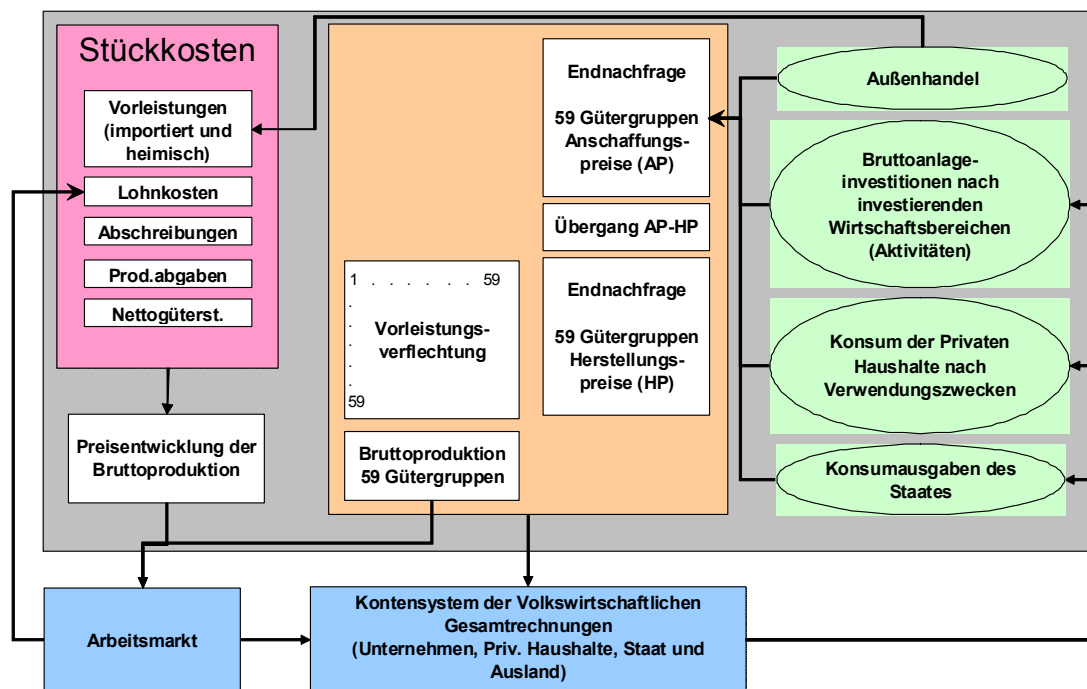 Stückkosten
Vorleistungen
(importiert und
heimisch)
Lohnkosten
Abschreibungen
Prod.abgaben
Nettogüterst.
Preisentwicklung der
Bruttoproduktion
Endnachfrage
59 Gütergruppen
Anschaffungs-
preise (AP)
Übergang AP-HP
1 . . . . . . 59
.
.
.
.
.
59
Vorleistungs-
verflechtung
Endnachfrage
59 Gütergruppen
Herstellungs-
preise (HP)
Bruttoproduktion
59 Gütergruppen
Außenhandel
Bruttoanlage-
investitionen nach
investierenden
Wirtschaftsbereichen
(Aktivitäten)
Konsum der Privaten
Haushalte nach
Verwendungszwecken
Konsumausgaben des
Staates
Arbeitsmarkt
Kontensystem der Volkswirtschaftlichen
Gesamtrechnungen
(Unternehmen, Priv. Haushalte, Staat und
Ausland)